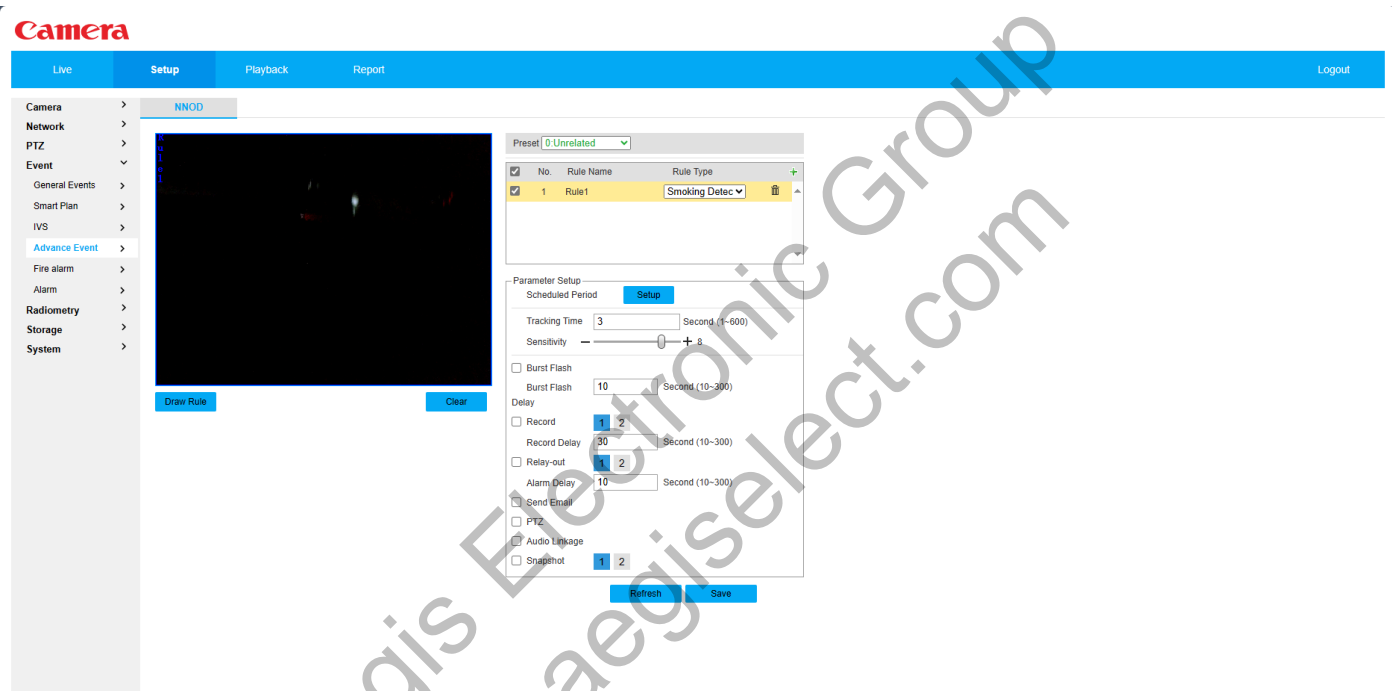 Camera
Live Setup Playback Report Logout
Camera
Network
PTZ
Event
General Events
Smart Plan
IVS
Advance Event
Fire alarm
Alarm
Radiometry
Storage
System
NNOD
Draw Rule Clear
Preset 0:Unrelated
No. Rule Name Rule Type
1 Rule1 Smoking Detec
Parameter Setup
Scheduled Period Setup
Tracking Time 3 Second (1~600)
Sensitivity 8
Burst Flash
Burst Flash 10 Second (10~300)
Delay
Record 1 2
Record Delay 30 Second (10~300)
Relay-out 1 2
Alarm Delay 10 Second (10~300)
Send Email
PTZ
Audio Linkage
Snapshot 1 2
Refresh Save
gis Electronic Group
aegiselect.com